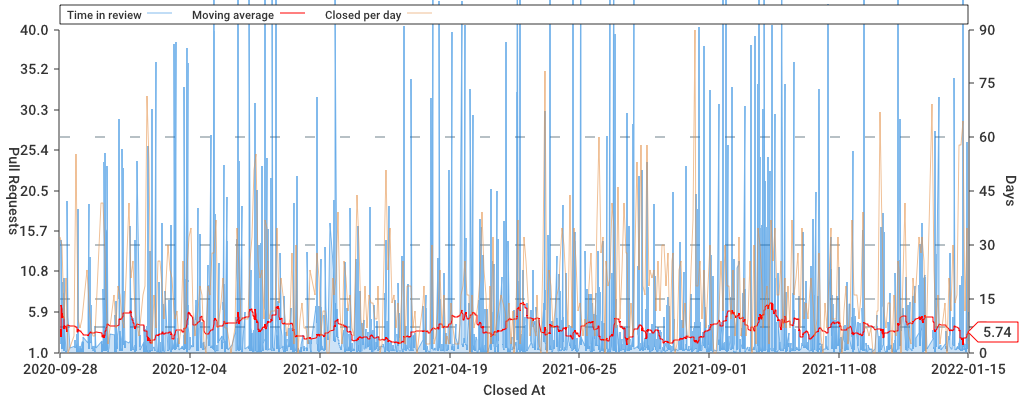 Time in review Moving average Closed per day
40.0 90
35.2 75
30.3
60
25.4
20.5 45
15.7
30
10.8
15
5.9
5.74
1.0 0
Pull Requests
Days
2020-09-28 2020-12-04 2021-02-10 2021-04-19 2021-06-25 2021-09-01 2021-11-08 2022-01-15
Closed At